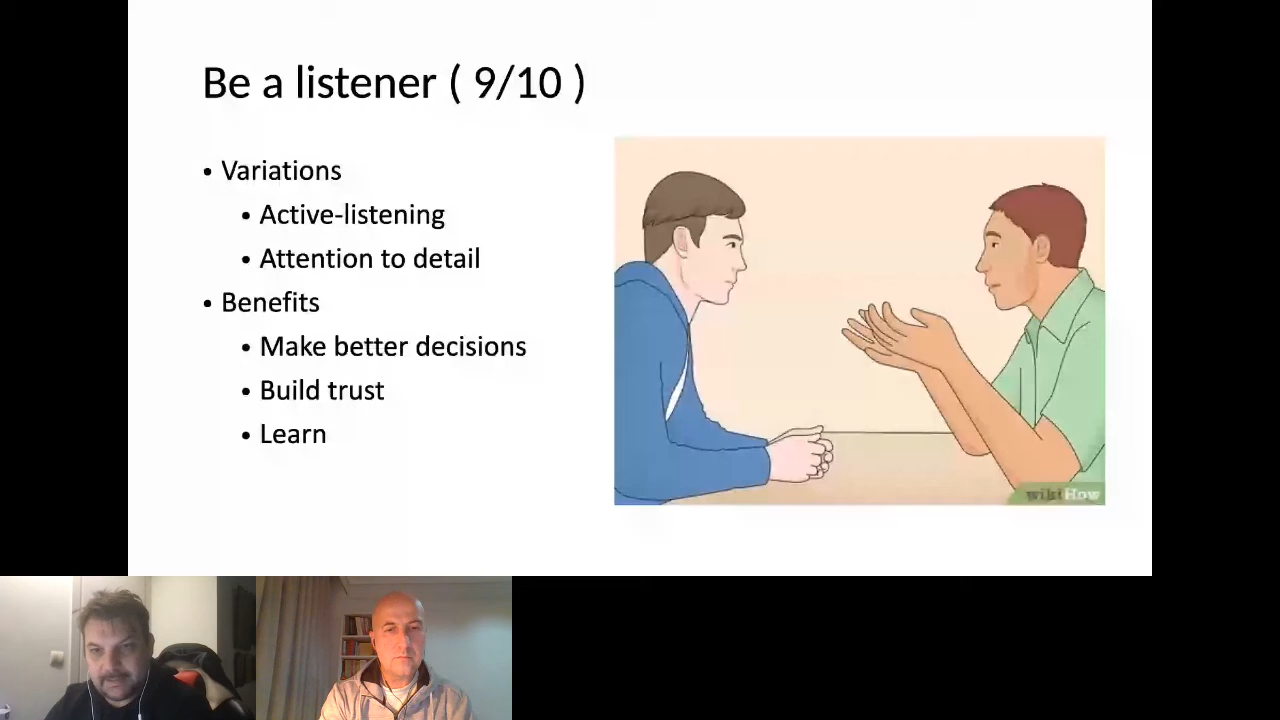 Be a listener ( 9/10 )
• Variations
• Active-listening
• Attention to detail
• Benefits
• Make better decisions
• Build trust
• Learn
wikiHow